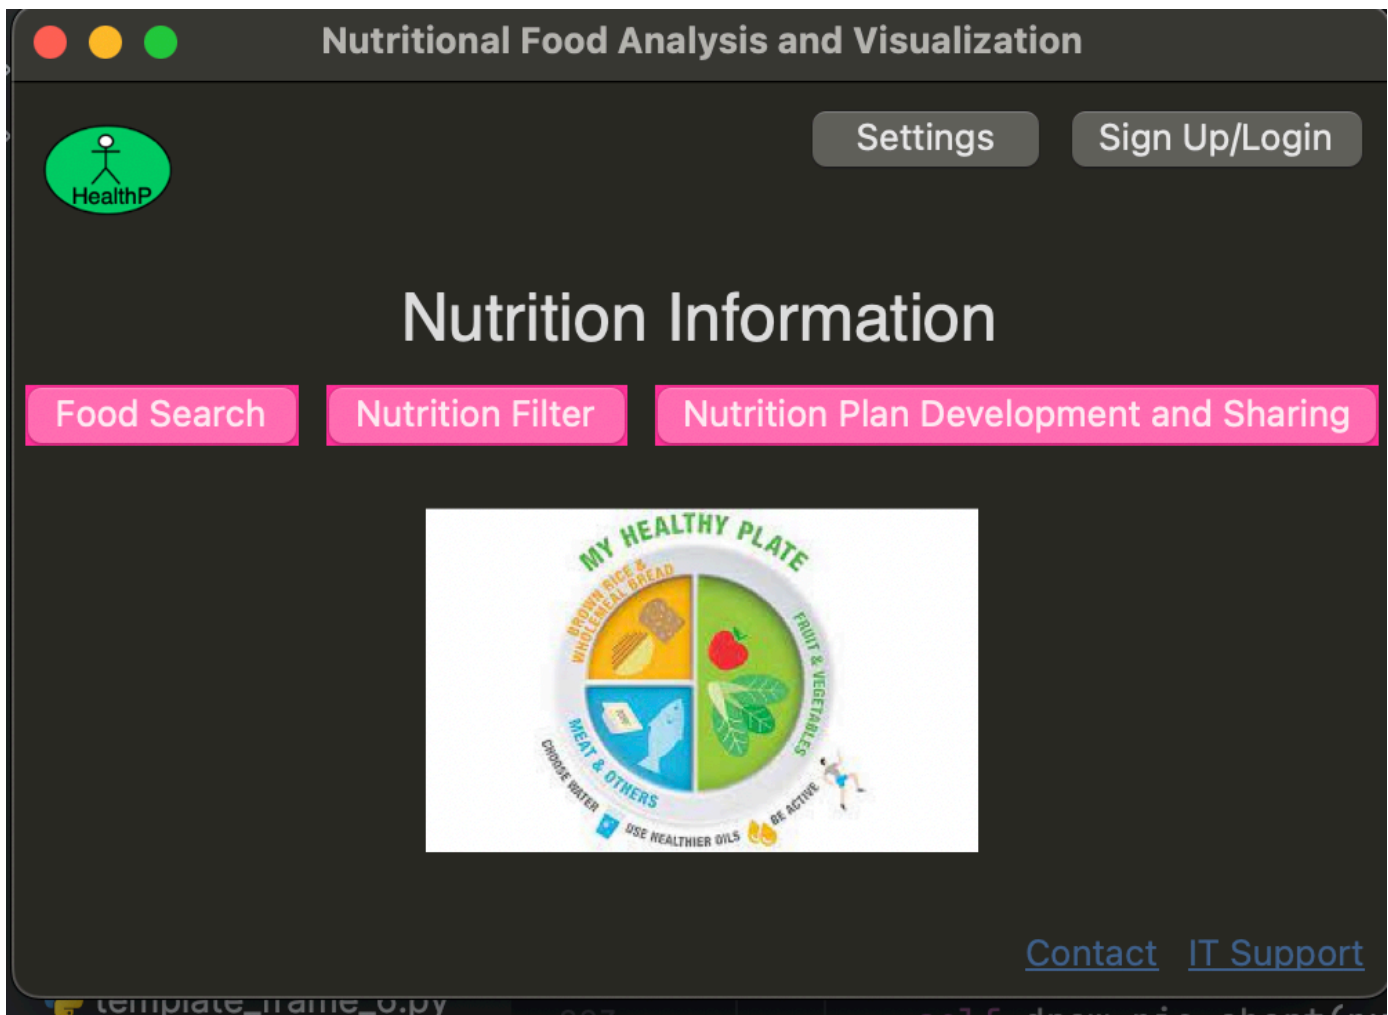 Nutritional Food Analysis and Visualization
Settings
Sign Up/Login
HealthP
Nutrition Information
Food Search
Nutrition Filter
Nutrition Plan Development and Sharing
MY HEALTHY PLATE
BROWN RICE &
WHOLEMEAL BREAD
FRUIT & VEGETABLES
MEAT & OTHERS
CHOOSE WATER
USE HEALTHIER OILS
BE ACTIVE
Contact
IT Support
template_frame_6.py